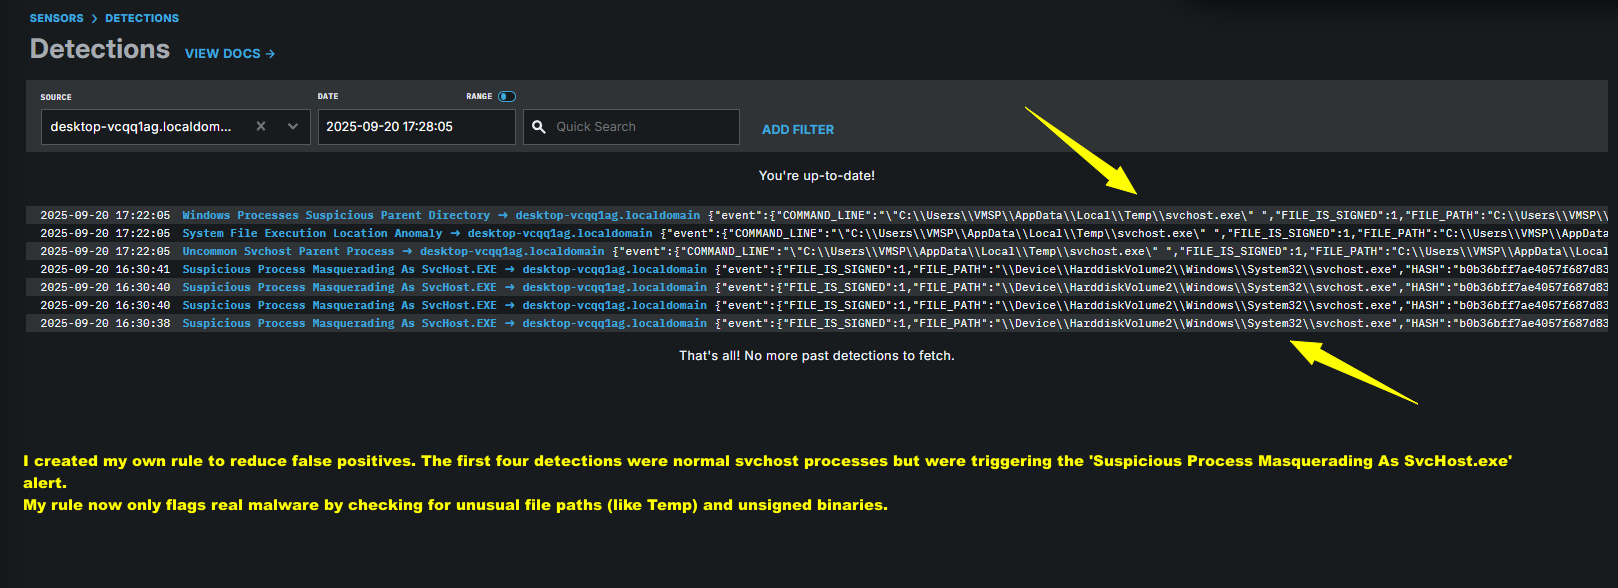 SENSORS > DETECTIONS
Detections VIEW DOCS →
SOURCE DATE RANGE
desktop-vcqq1ag.localdom... 2025-09-20 17:28:05 Quick Search ADD FILTER
You're up-to-date!
2025-09-20 17:22:05 Windows Processes Suspicious Parent Directory → desktop-vcqq1ag.localdomain {"event":{"COMMAND_LINE":"\"C:\\Users\\VMSP\\AppData\\Local\\Temp\\svchost.exe\" ","FILE_IS_SIGNED":1,"FILE_PATH":"C:\\Users\\VMSP\\
2025-09-20 17:22:05 System File Execution Location Anomaly → desktop-vcqq1ag.localdomain {"event":{"COMMAND_LINE":"\"C:\\Users\\VMSP\\AppData\\Local\\Temp\\svchost.exe\" ","FILE_IS_SIGNED":1,"FILE_PATH":"C:\\Users\\VMSP\\AppData
2025-09-20 17:22:05 Uncommon Svchost Parent Process → desktop-vcqq1ag.localdomain {"event":{"COMMAND_LINE":"\"C:\\Users\\VMSP\\AppData\\Local\\Temp\\svchost.exe\" ","FILE_IS_SIGNED":1,"FILE_PATH":"C:\\Users\\VMSP\\AppData\\Local
2025-09-20 16:30:41 Suspicious Process Masquerading As SvcHost.EXE → desktop-vcqq1ag.localdomain {"event":{"FILE_IS_SIGNED":1,"FILE_PATH":"\\Device\\HarddiskVolume2\\Windows\\System32\\svchost.exe","HASH":"b0b36bff7ae4057f687d83
2025-09-20 16:30:40 Suspicious Process Masquerading As SvcHost.EXE → desktop-vcqq1ag.localdomain {"event":{"FILE_IS_SIGNED":1,"FILE_PATH":"\\Device\\HarddiskVolume2\\Windows\\System32\\svchost.exe","HASH":"b0b36bff7ae4057f687d83
2025-09-20 16:30:40 Suspicious Process Masquerading As SvcHost.EXE → desktop-vcqq1ag.localdomain {"event":{"FILE_IS_SIGNED":1,"FILE_PATH":"\\Device\\HarddiskVolume2\\Windows\\System32\\svchost.exe","HASH":"b0b36bff7ae4057f687d83
2025-09-20 16:30:38 Suspicious Process Masquerading As SvcHost.EXE → desktop-vcqq1ag.localdomain {"event":{"FILE_IS_SIGNED":1,"FILE_PATH":"\\Device\\HarddiskVolume2\\Windows\\System32\\svchost.exe","HASH":"b0b36bff7ae4057f687d83
That's all! No more past detections to fetch.
I created my own rule to reduce false positives. The first four detections were normal svchost processes but were triggering the 'Suspicious Process Masquerading As SvcHost.exe'
alert.
My rule now only flags real malware by checking for unusual file paths (like Temp) and unsigned binaries.